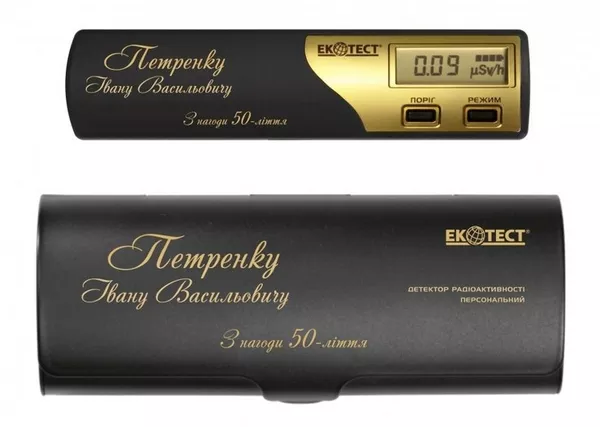 Петренку
Івану Васильовичу
З нагоди 50-ліття
ЕКОТЕСТ®
0.09 µSv/h
ПОРІГ РЕЖИМ
Петренку
Івану Васильовичу
З нагоди 50-ліття
ЕКОТЕСТ®
ДЕТЕКТОР РАДІОАКТИВНОСТІ
ПЕРСОНАЛЬНИЙ